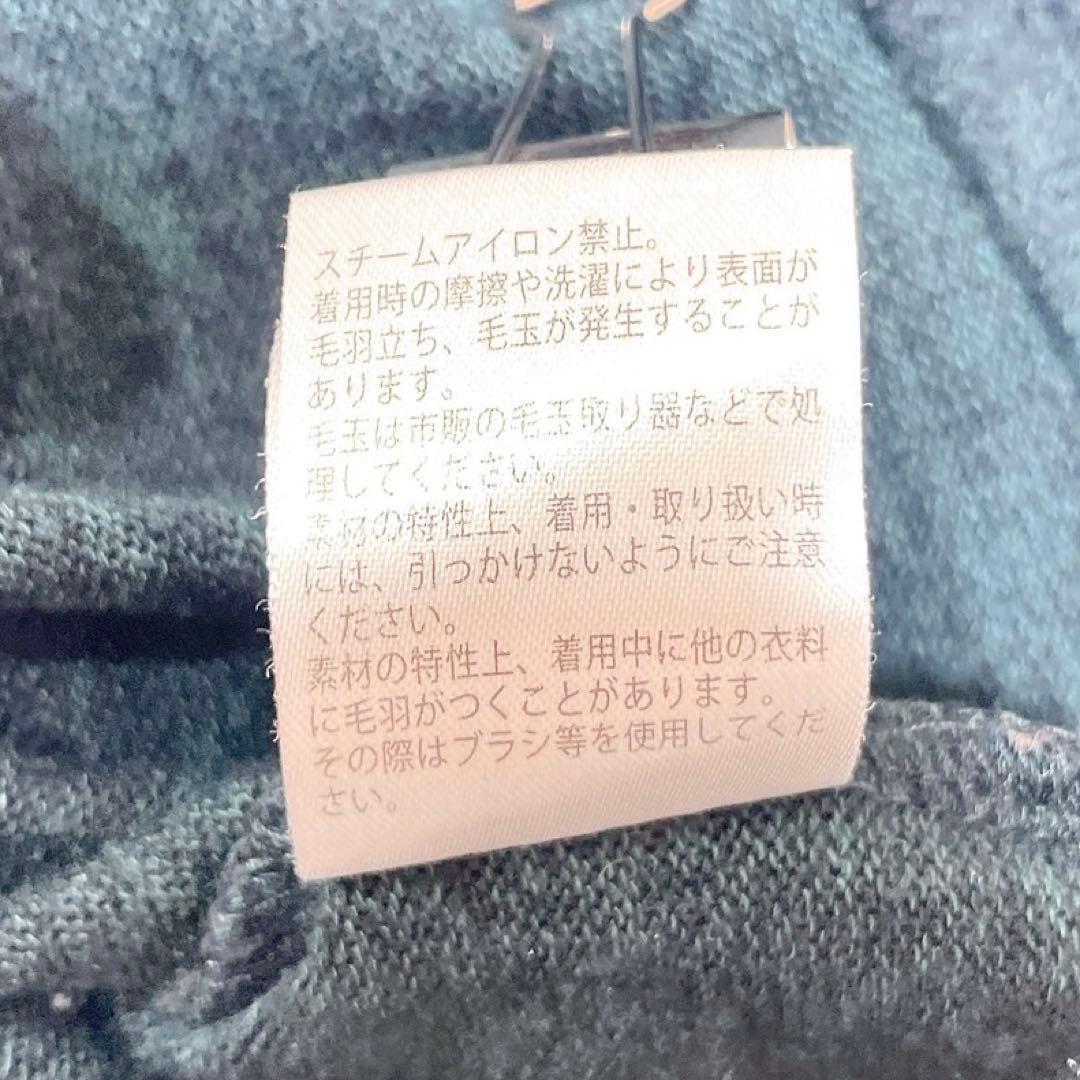 スチームアイロン禁止。
着用時の摩擦や洗濯により表面が
毛羽立ち、毛玉が発生することが
あります。
毛玉は市販の毛玉取り器などで処
理してください。
素材の特性上、着用・取り扱い時
には、引っかけないようにご注意
ください。
素材の特性上、着用中に他の衣料
に毛羽がつくことがあります。
その際はブラシ等を使用してくだ
さい。